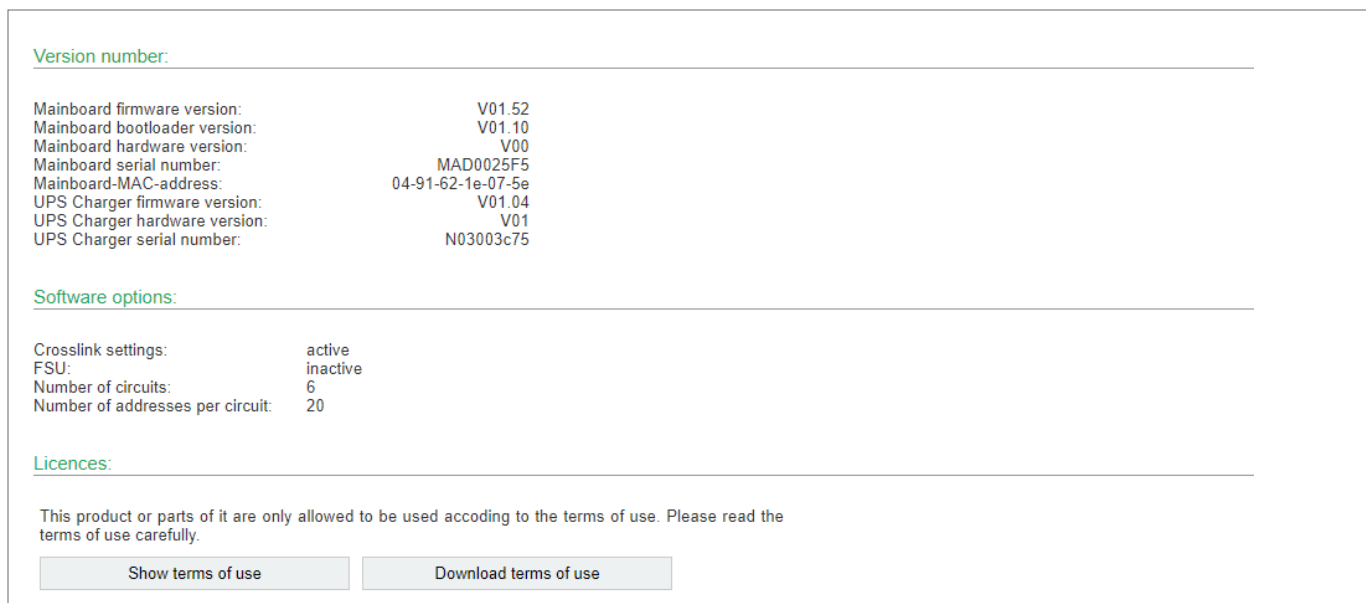 Version number:
Mainboard firmware version: V01.52
Mainboard bootloader version: V01.10
Mainboard hardware version: V00
Mainboard serial number: MAD0025F5
Mainboard-MAC-address: 04-91-62-1e-07-5e
UPS Charger firmware version: V01.04
UPS Charger hardware version: V01
UPS Charger serial number: N03003c75
Software options:
Crosslink settings: active
FSU: inactive
Number of circuits: 6
Number of addresses per circuit: 20
Licences:
This product or parts of it are only allowed to be used accoding to the terms of use. Please read the
terms of use carefully.
Show terms of use Download terms of use